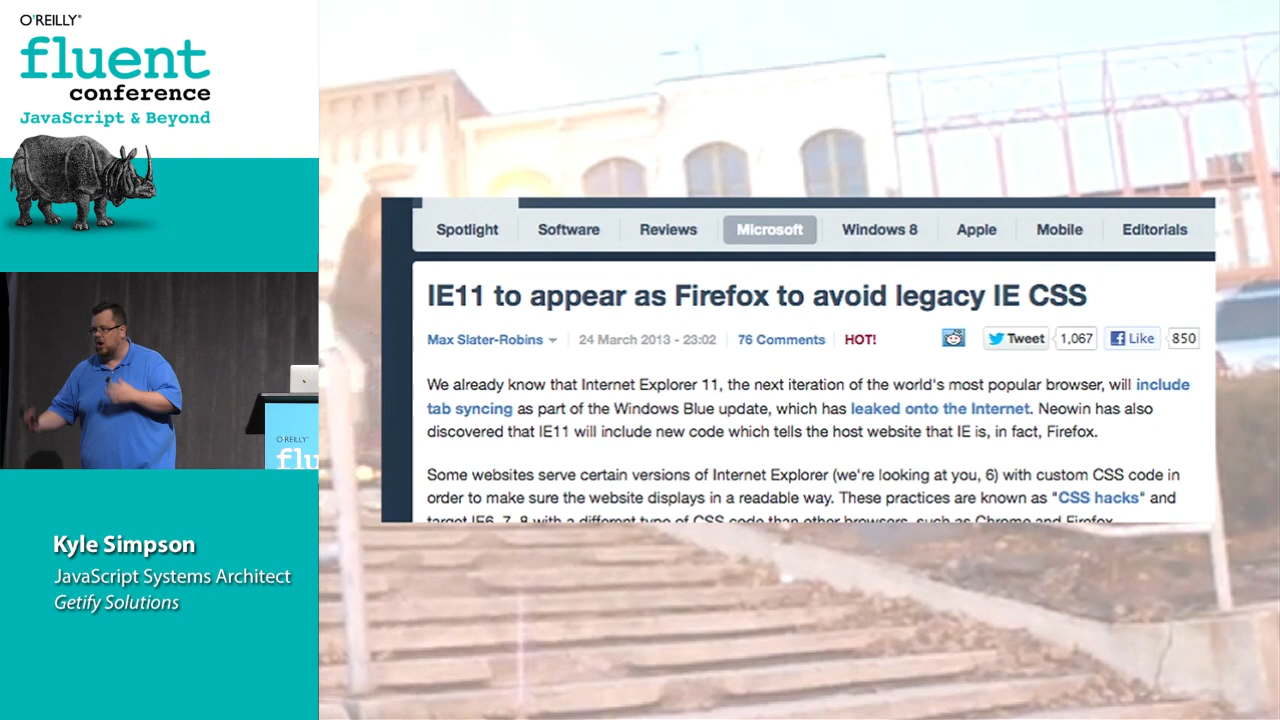 O'REILLY®
fluent
conference
JavaScript & Beyond
O'REILLY®
flu
Kyle Simpson
JavaScript Systems Architect
Getify Solutions
Spotlight Software Reviews Microsoft Windows 8 Apple Mobile Editorials
IE11 to appear as Firefox to avoid legacy IE CSS
Max Slater-Robins 24 March 2013 - 23:02 76 Comments HOT! Tweet 1,067 Like 850
We already know that Internet Explorer 11, the next iteration of the world's most popular browser, will include
tab syncing as part of the Windows Blue update, which has leaked onto the Internet. Neowin has also
discovered that IE11 will include new code which tells the host website that IE is, in fact, Firefox.
Some websites serve certain versions of Internet Explorer (we're looking at you, 6) with custom CSS code in
order to make sure the website displays in a readable way. These practices are known as "CSS hacks" and
target IE6, 7, 8 with a different type of CSS code than other browsers, such as Chrome and Firefox.